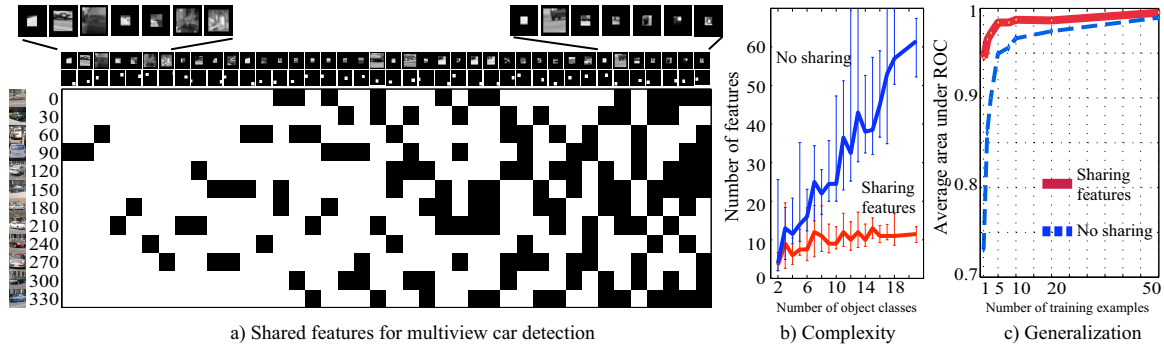 0
30
60
90
120
150
180
210
240
270
300
330
a) Shared features for multiview car detection
Number of features
60
50
40
30
20
10
0
No sharing
Sharing
features
2 6 10 14 18
Number of object classes
b) Complexity
Average area under ROC
1
0.9
0.8
0.7
Sharing
features
No sharing
1 5 10 20 50
Number of training examples
c) Generalization